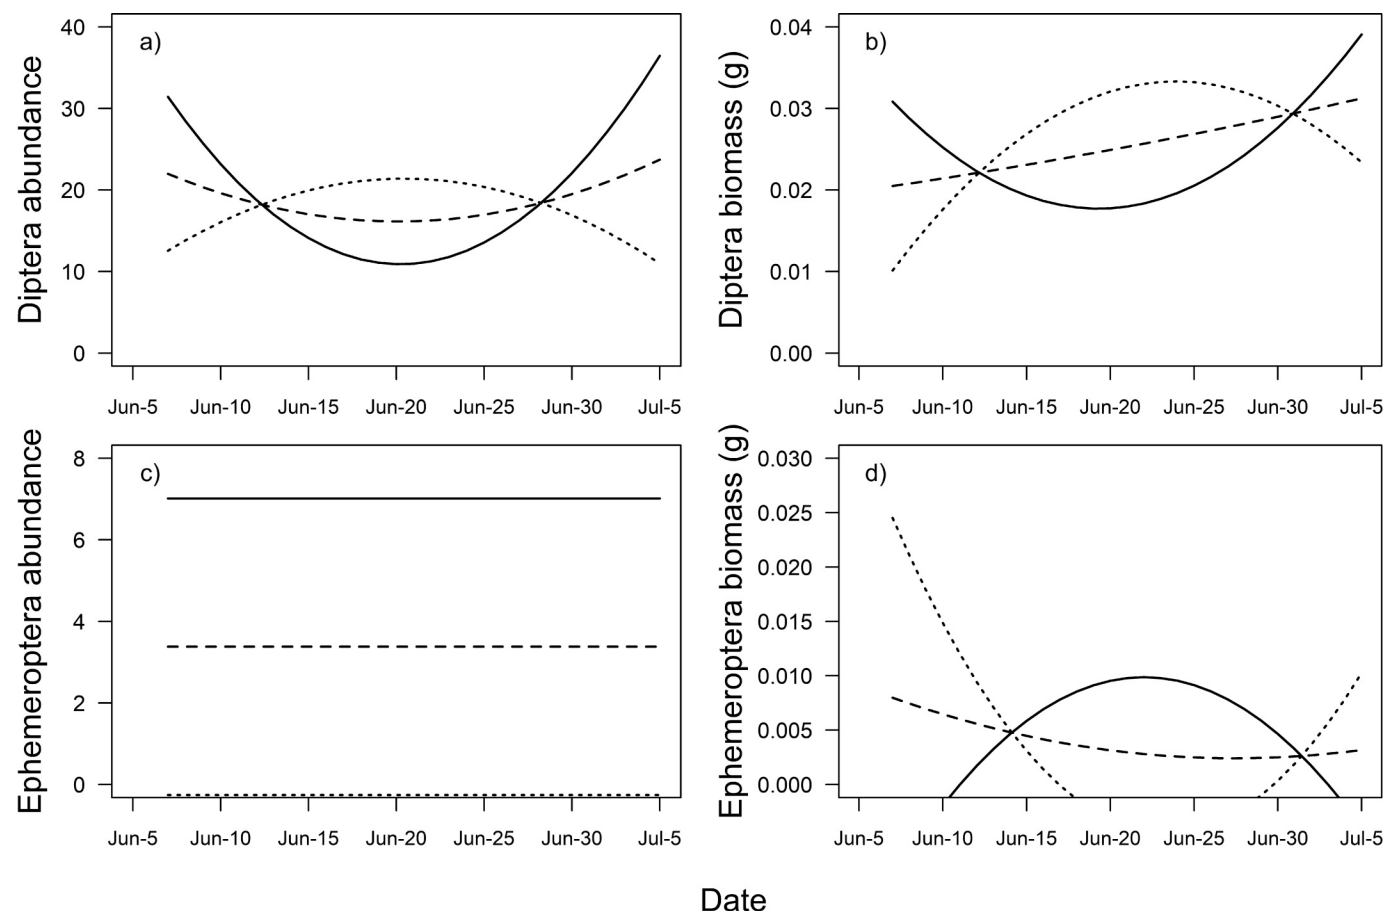 a)
Diptera abundance
40
30
20
10
0
Jun-5 Jun-10 Jun-15 Jun-20 Jun-25 Jun-30 Jul-5
b)
Diptera biomass (g)
0.04
0.03
0.02
0.01
0.00
Jun-5 Jun-10 Jun-15 Jun-20 Jun-25 Jun-30 Jul-5
c)
Ephemeroptera abundance
8
6
4
2
0
Jun-5 Jun-10 Jun-15 Jun-20 Jun-25 Jun-30 Jul-5
d)
Ephemeroptera biomass (g)
0.030
0.025
0.020
0.015
0.010
0.005
0.000
Jun-5 Jun-10 Jun-15 Jun-20 Jun-25 Jun-30 Jul-5
Date